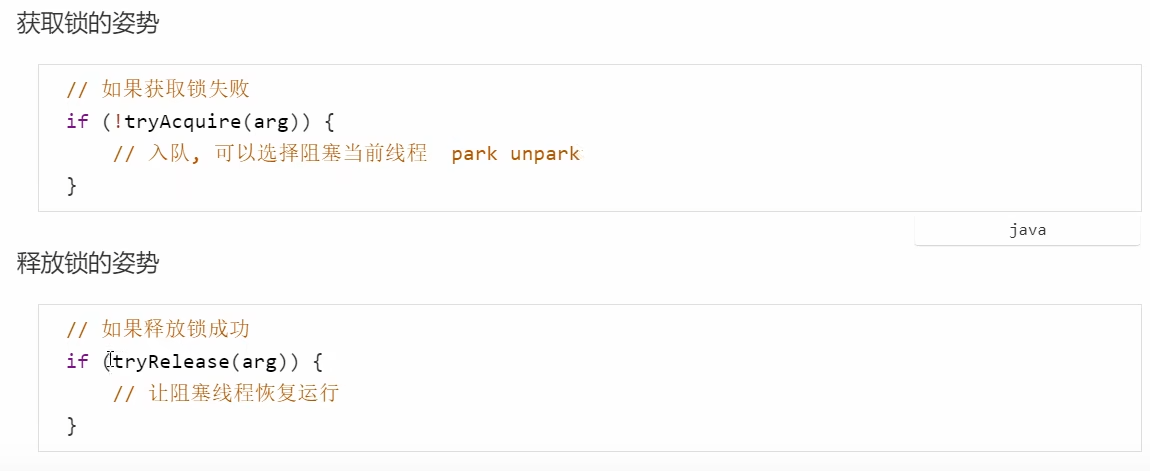 获取锁的姿势
// 如果获取锁失败
if (!tryAcquire(arg)) {
// 入队, 可以选择阻塞当前线程 park unpark
}
java
释放锁的姿势
// 如果释放锁成功
if (tryRelease(arg)) {
// 让阻塞线程恢复运行
}